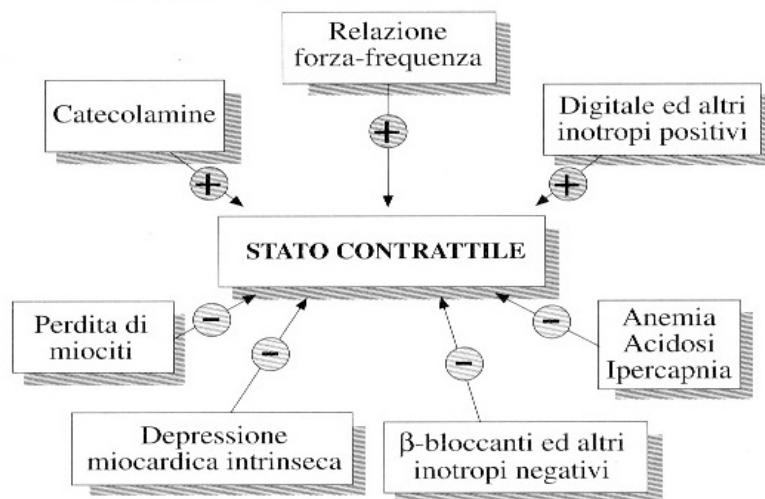 Relazione
forza-frequenza
Catecolamine
Digitale ed altri
inotropi positivi
+
+
+
STATO CONTRATTILE
Perdita di
miociti
Anemia
Acidosi
Ipercapnia
−
−
−
−
Depressione
miocardica intrinseca
β-bloccanti ed altri
inotropi negativi